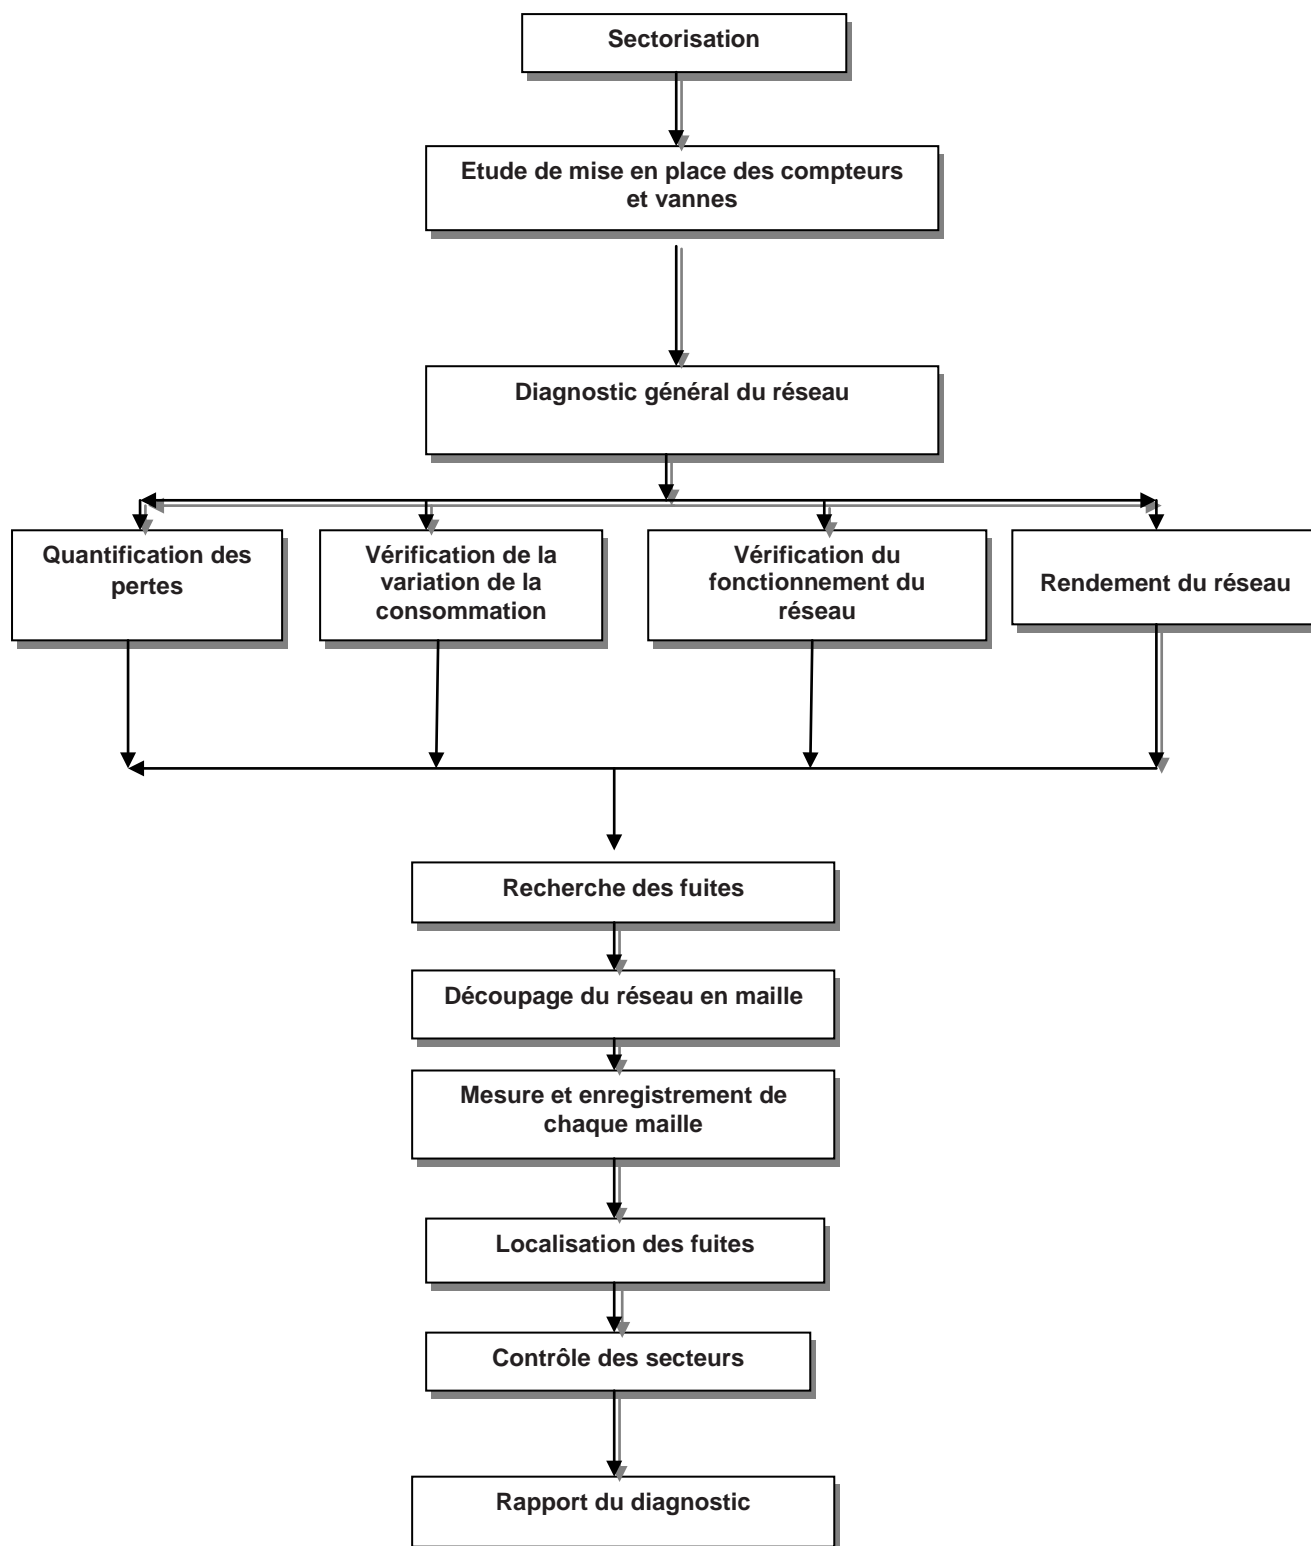 Sectorisation
Etude de mise en place des compteurs
et vannes
Diagnostic général du réseau
Quantification des
pertes
Vérification de la
variation de la
consommation
Vérification du
fonctionnement du
réseau
Rendement du réseau
Recherche des fuites
Découpage du réseau en maille
Mesure et enregistrement de
chaque maille
Localisation des fuites
Contrôle des secteurs
Rapport du diagnostic